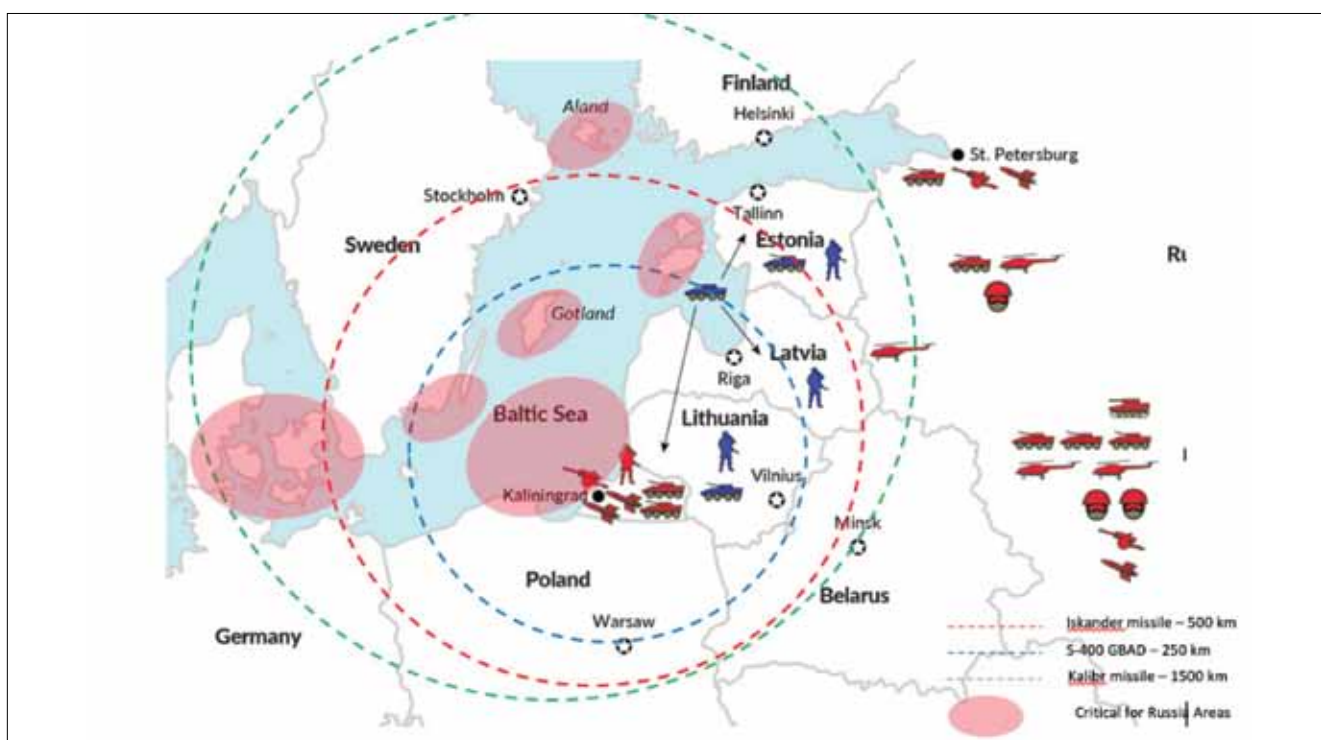 Finland
Aland
Helsinki
St. Petersburg
Stockholm
Tallinn
Sweden
Estonia
Ru
Gotland
Latvia
Riga
Baltic Sea
Lithuania
Kaliningrad
Vilnius
Minsk
Poland
Belarus
Warsaw
Germany
Iskander missile – 500 km
S-400 GBAD – 250 km
Kalibr missile – 1500 km
Critical for Russia Areas